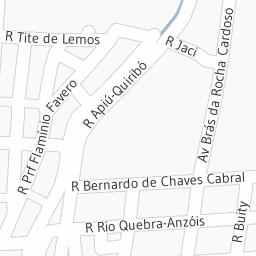 R Tite de Lemos
R Jací
R Apiú-Quiribó
R Prf Flamínio Favero
Av Brás da Rocha Cardoso
R Bernardo de Chaves Cabral
R Rio Quebra-Anzóis
R Buity